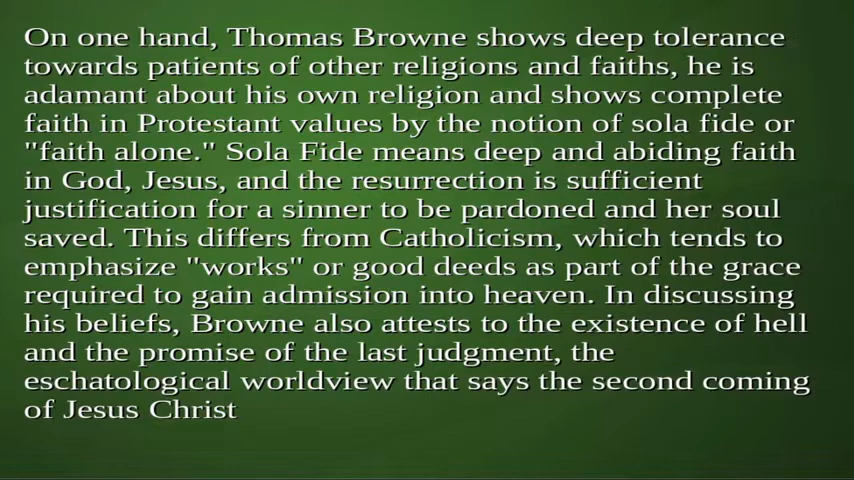 On one hand, Thomas Browne shows deep tolerance
towards patients of other religions and faiths, he is
adamant about his own religion and shows complete
faith in Protestant values by the notion of sola fide or
"faith alone." Sola Fide means deep and abiding faith
in God, Jesus, and the resurrection is sufficient
justification for a sinner to be pardoned and her soul
saved. This differs from Catholicism, which tends to
emphasize "works" or good deeds as part of the grace
required to gain admission into heaven. In discussing
his beliefs, Browne also attests to the existence of hell
and the promise of the last judgment, the
eschatological worldview that says the second coming
of Jesus Christ